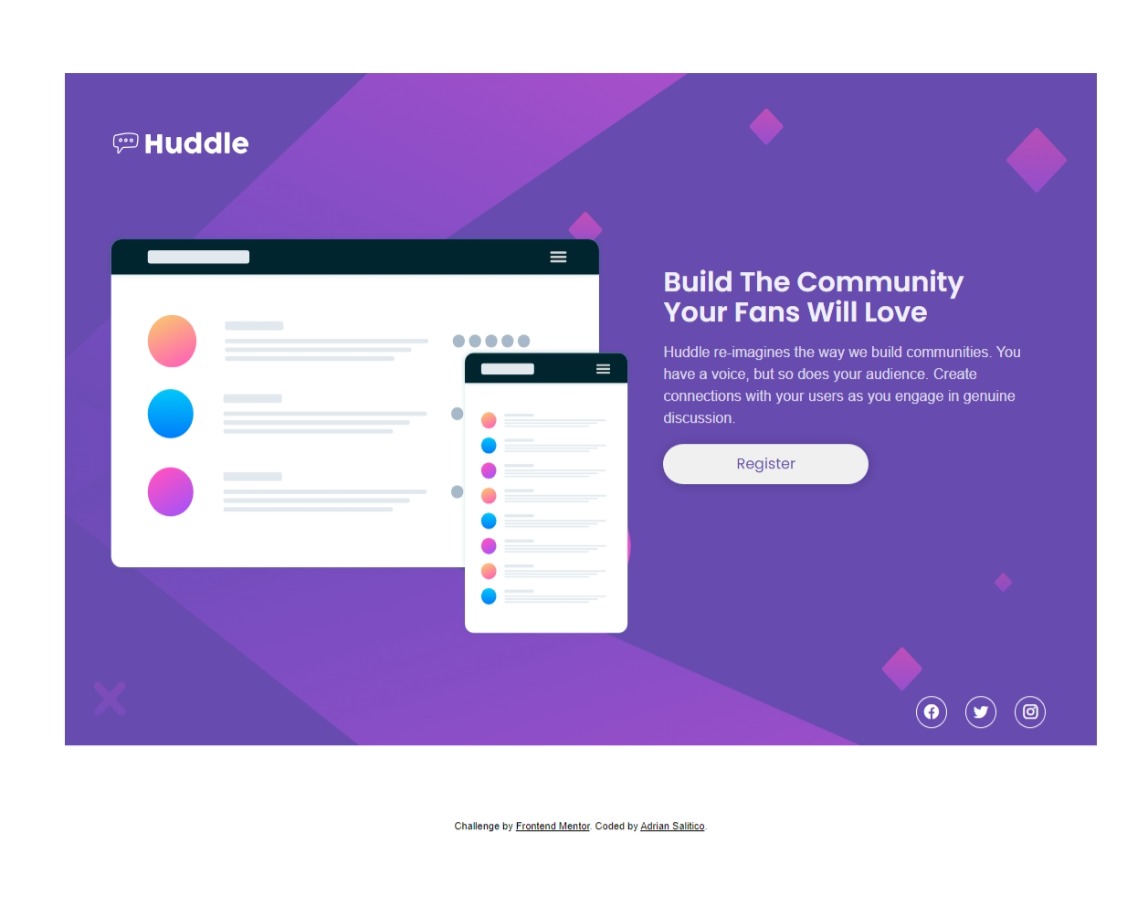 Huddle
Build The Community
Your Fans Will Love
Huddle re-imagines the way we build communities. You
have a voice, but so does your audience. Create
connections with your users as you engage in genuine
discussion.
Register
Challenge by Frontend Mentor. Coded by Adrian Salitico.